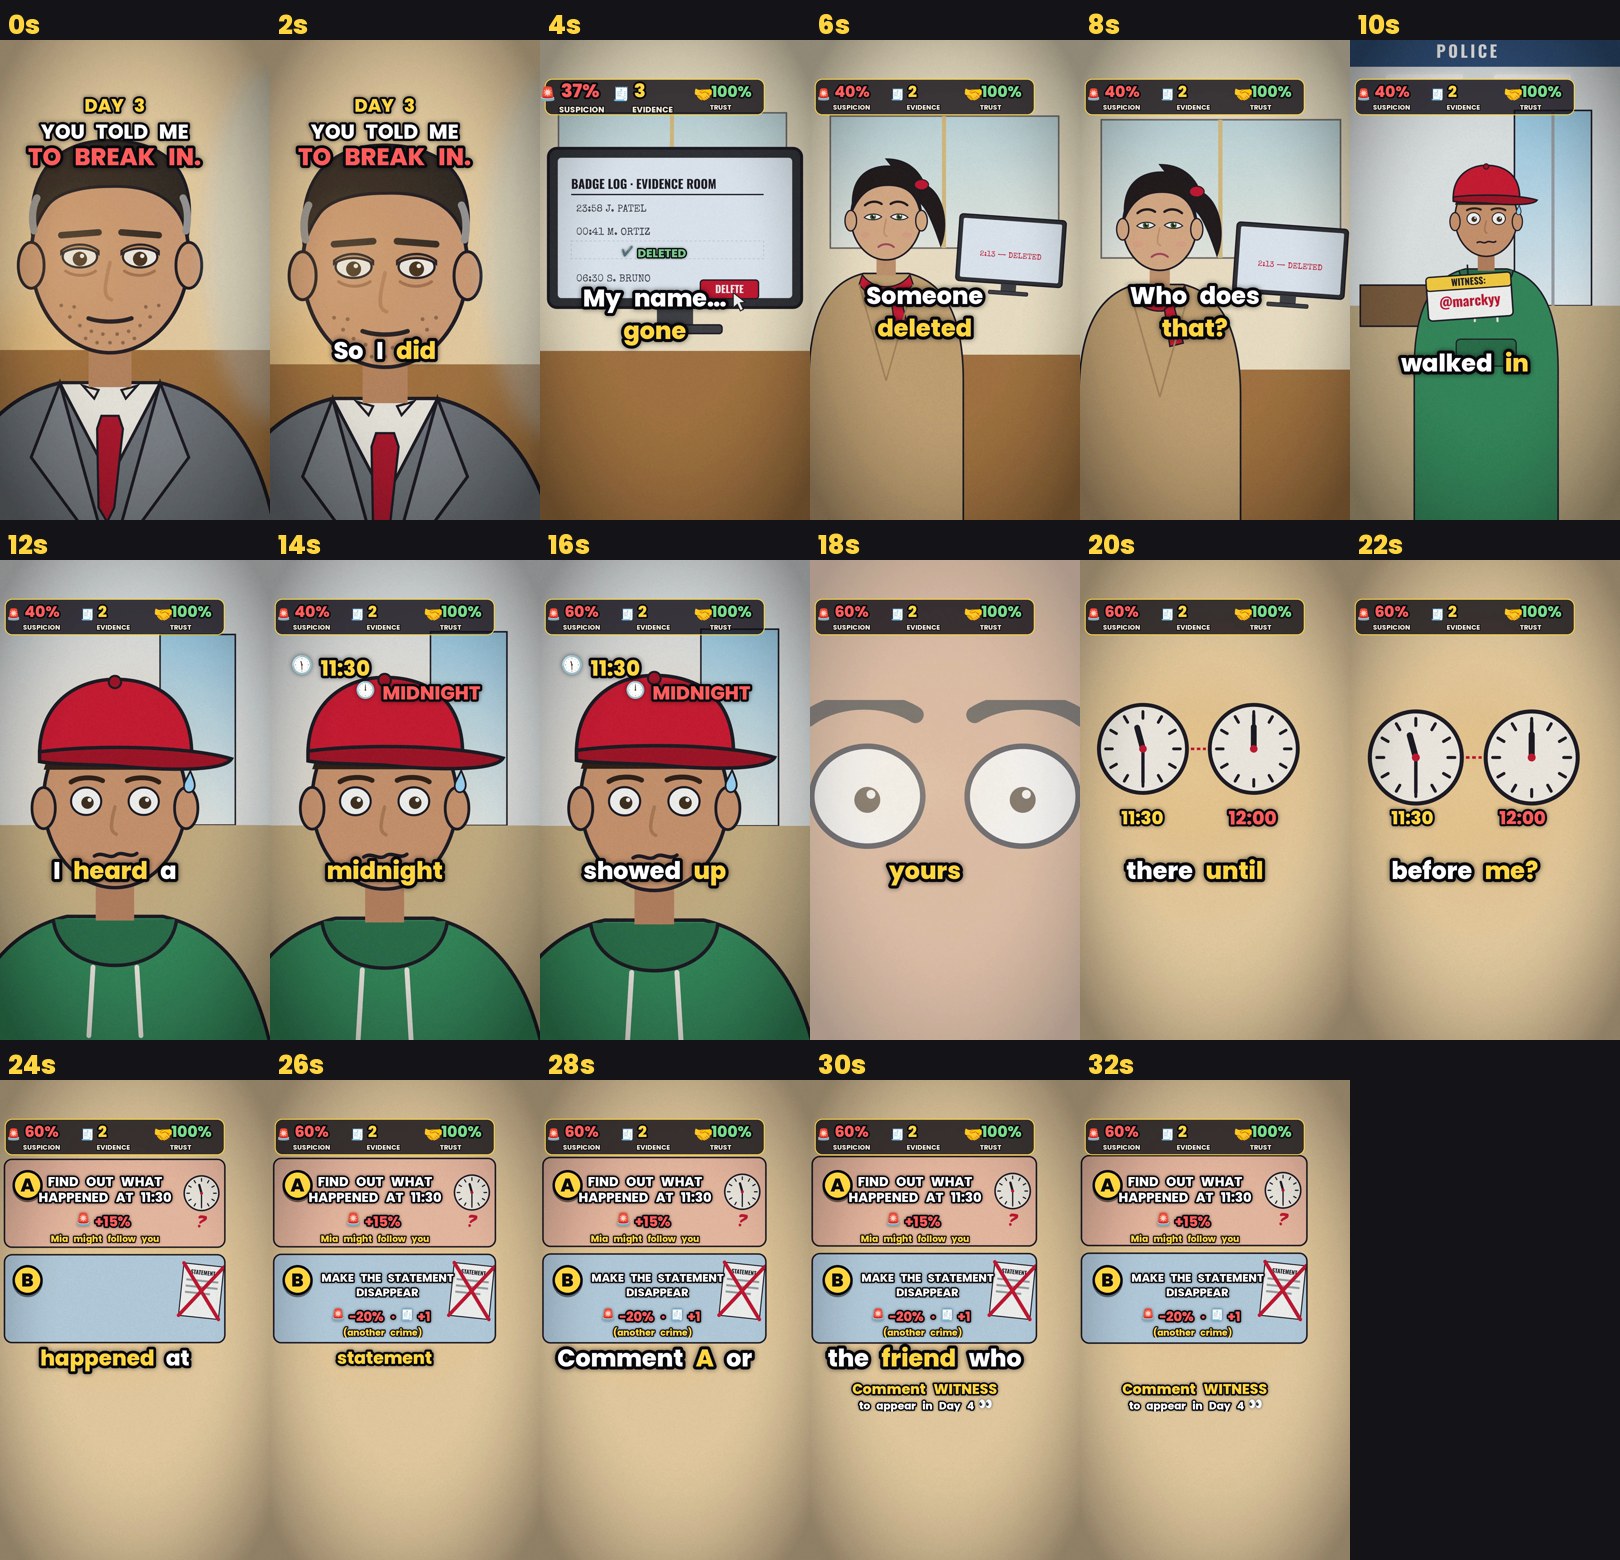 0s
DAY 3
YOU TOLD ME
TO BREAK IN.
2s
DAY 3
YOU TOLD ME
TO BREAK IN.
So I did
4s
37% 3 100%
SUSPICION EVIDENCE TRUST
BADGE LOG · EVIDENCE ROOM
23:58 J. PATEL
00:41 M. ORTIZ
DELETED
06:30 S. BRUNO
DELETE
My name...
gone
6s
40% 2 100%
SUSPICION EVIDENCE TRUST
2:13 — DELETED
Someone
deleted
8s
40% 2 100%
SUSPICION EVIDENCE TRUST
2:13 — DELETED
Who does
that?
10s
POLICE
40% 2 100%
SUSPICION EVIDENCE TRUST
WITNESS:
@marckyy
walked in
12s
40% 2 100%
SUSPICION EVIDENCE TRUST
I heard a
14s
40% 2 100%
SUSPICION EVIDENCE TRUST
11:30
MIDNIGHT
midnight
16s
60% 2 100%
SUSPICION EVIDENCE TRUST
11:30
MIDNIGHT
showed up
18s
60% 2 100%
SUSPICION EVIDENCE TRUST
yours
20s
60% 2 100%
SUSPICION EVIDENCE TRUST
11:30 12:00
there until
22s
60% 2 100%
SUSPICION EVIDENCE TRUST
11:30 12:00
before me?
24s
60% 2 100%
SUSPICION EVIDENCE TRUST
A FIND OUT WHAT
HAPPENED AT 11:30
+15% ?
Mia might follow you
B
STATEMENT
happened at
26s
60% 2 100%
SUSPICION EVIDENCE TRUST
A FIND OUT WHAT
HAPPENED AT 11:30
+15% ?
Mia might follow you
STATEMENT
B MAKE THE STATEMENT
DISAPPEAR
-20% · +1
(another crime)
statement
28s
60% 2 100%
SUSPICION EVIDENCE TRUST
A FIND OUT WHAT
HAPPENED AT 11:30
+15% ?
Mia might follow you
STATEMENT
B MAKE THE STATEMENT
DISAPPEAR
-20% · +1
(another crime)
Comment A or
30s
60% 2 100%
SUSPICION EVIDENCE TRUST
A FIND OUT WHAT
HAPPENED AT 11:30
+15% ?
Mia might follow you
STATEMENT
B MAKE THE STATEMENT
DISAPPEAR
-20% · +1
(another crime)
the friend who
Comment WITNESS
to appear in Day 4
32s
60% 2 100%
SUSPICION EVIDENCE TRUST
A FIND OUT WHAT
HAPPENED AT 11:30
+15% ?
Mia might follow you
STATEMENT
B MAKE THE STATEMENT
DISAPPEAR
-20% · +1
(another crime)
Comment WITNESS
to appear in Day 4